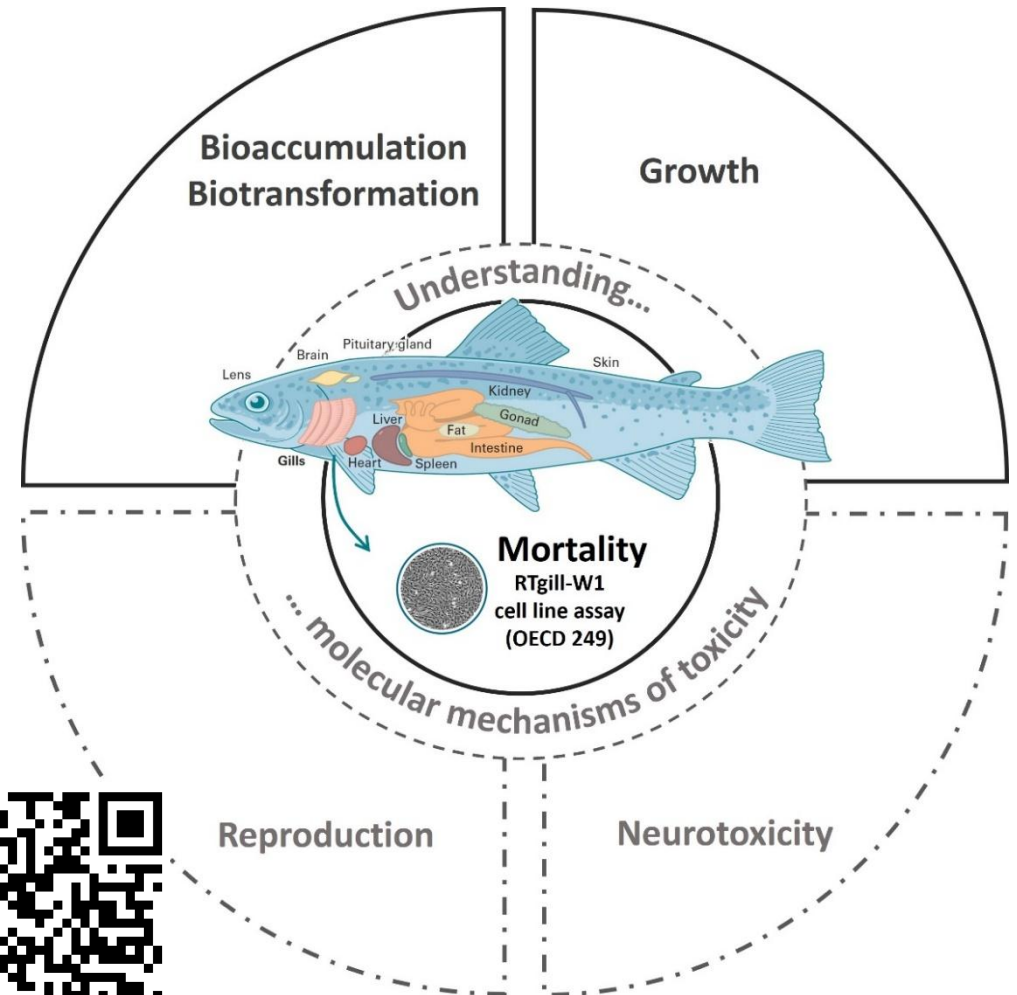 Bioaccumulation
Biotransformation
Growth
Understanding...
Pituitary gland
Brain
Skin
Lens
Kidney
Gonad
Liver
Fat
Intestine
Gills
Heart
Spleen
Mortality
RTgill-W1
cell line assay
(OECD 249)
... molecular mechanisms of toxicity
Reproduction
Neurotoxicity